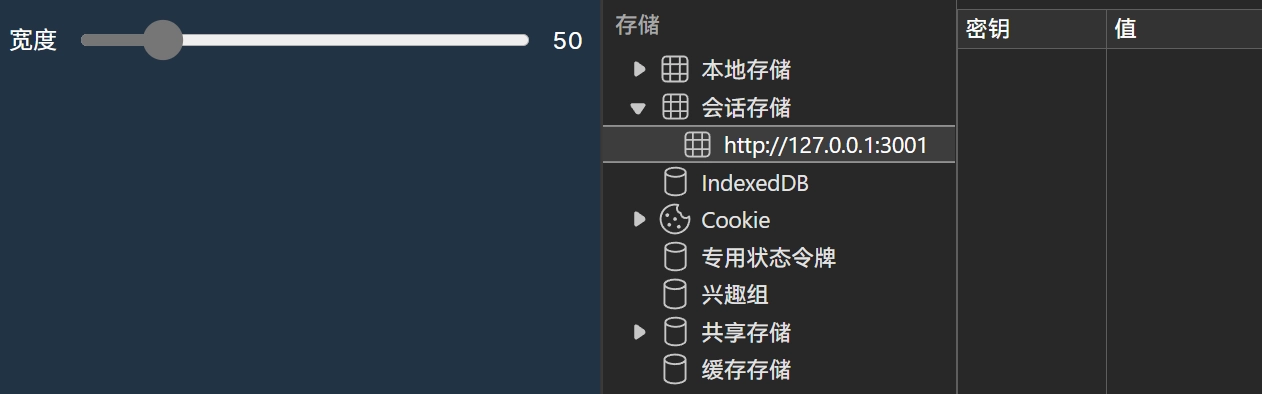 宽度 50
存储
本地存储
会话存储
http://127.0.0.1:3001
IndexedDB
Cookie
专用状态令牌
兴趣组
共享存储
缓存存储
密钥 值